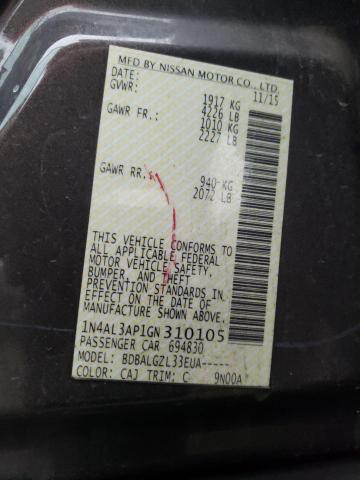 MFD BY NISSAN MOTOR CO., LTD.
DATE: 11/15
GVWR: 1917 KG
4226 LB
GAWR FR.: 1010 KG
2227 LB
GAWR RR.: 940 KG
2072 LB
THIS VEHICLE CONFORMS TO
ALL APPLICABLE FEDERAL
MOTOR VEHICLE SAFETY,
BUMPER, AND THEFT
PREVENTION STANDARDS IN
EFFECT ON THE DATE OF
MANUFACTURE SHOWN ABOVE.
1N4AL3AP1GN310105
PASSENGER CAR 694830
MODEL: BDBALGZL33EUA-----
COLOR: CAJ TRIM: C 9N00A